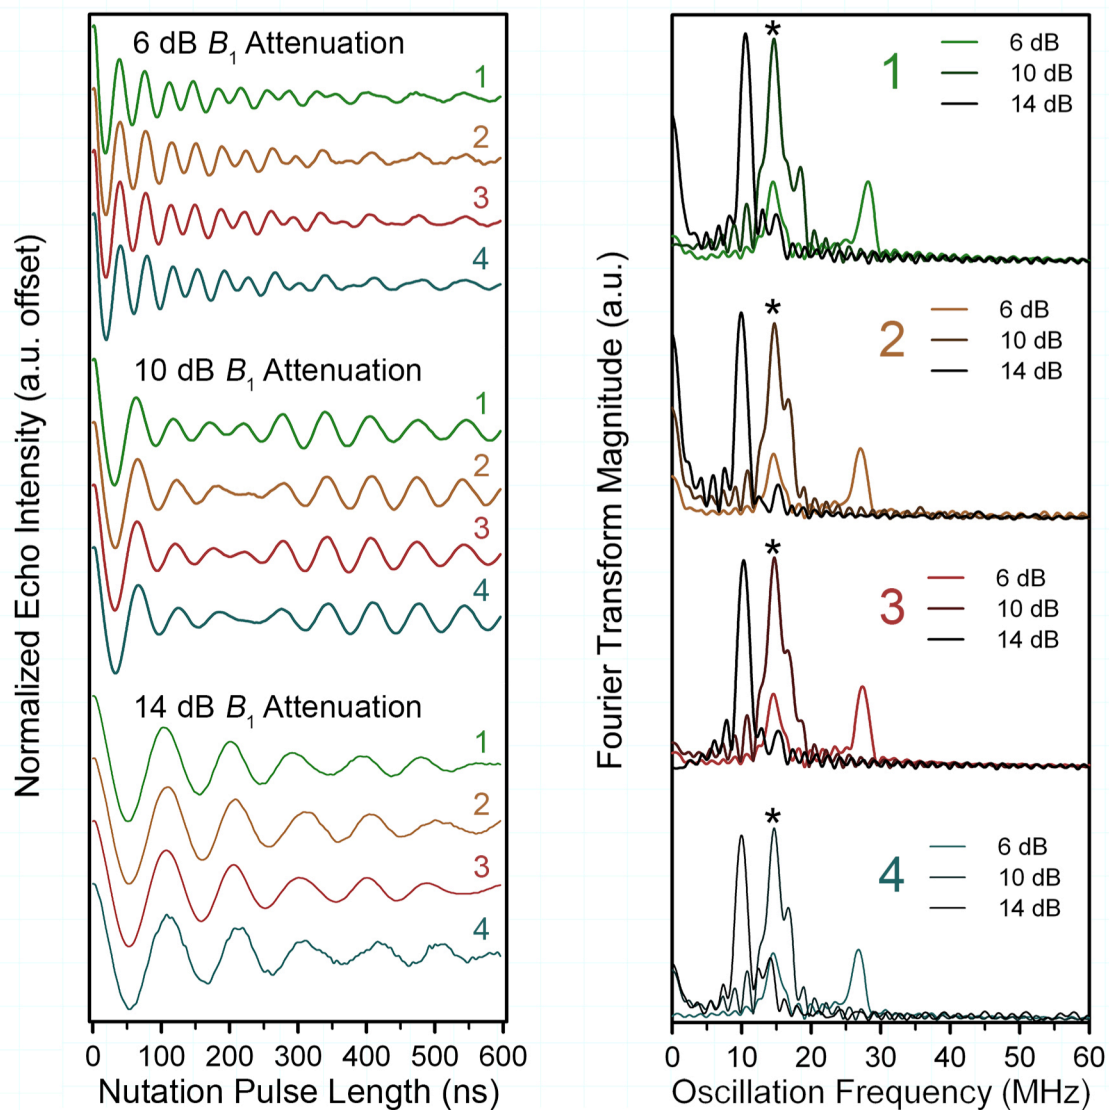 Normalized Echo Intensity (a.u. offset)
6 dB B₁ Attenuation
1
2
3
4
10 dB B₁ Attenuation
1
2
3
4
14 dB B₁ Attenuation
1
2
3
4
0 100 200 300 400 500 600
Nutation Pulse Length (ns)
Fourier Transform Magnitude (a.u.)
*
1
6 dB
10 dB
14 dB
*
2
6 dB
10 dB
14 dB
*
3
6 dB
10 dB
14 dB
*
4
6 dB
10 dB
14 dB
0 10 20 30 40 50 60
Oscillation Frequency (MHz)